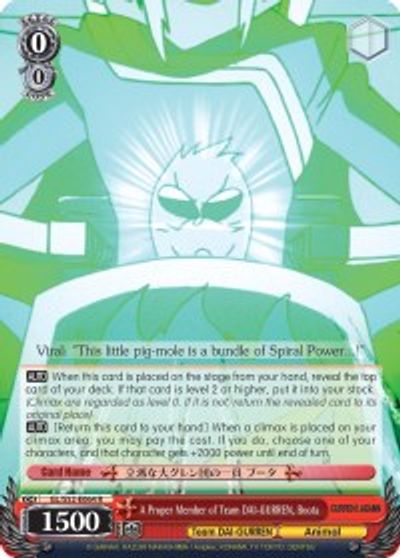 0
0
Viral: "This little pig-mole is a bundle of Spiral Power...!"
AUTO When this card is placed on the stage from your hand, reveal the top
card of your deck. If that card is level 2 or higher, put it into your stock.
(Climax are regarded as level 0. If it is not return the revealed card to its
original place)
AUTO [Return this card to your hand] When a climax is placed on your
climax area, you may pay the cost. If you do, choose one of your
characters, and that character gets +2000 power until end of turn.
Card Name
立派な大グレン団の一員 ブータ
1500
A Proper Member of Team DAI-GURREN, Boota
Team DAI-GURREN
Animal